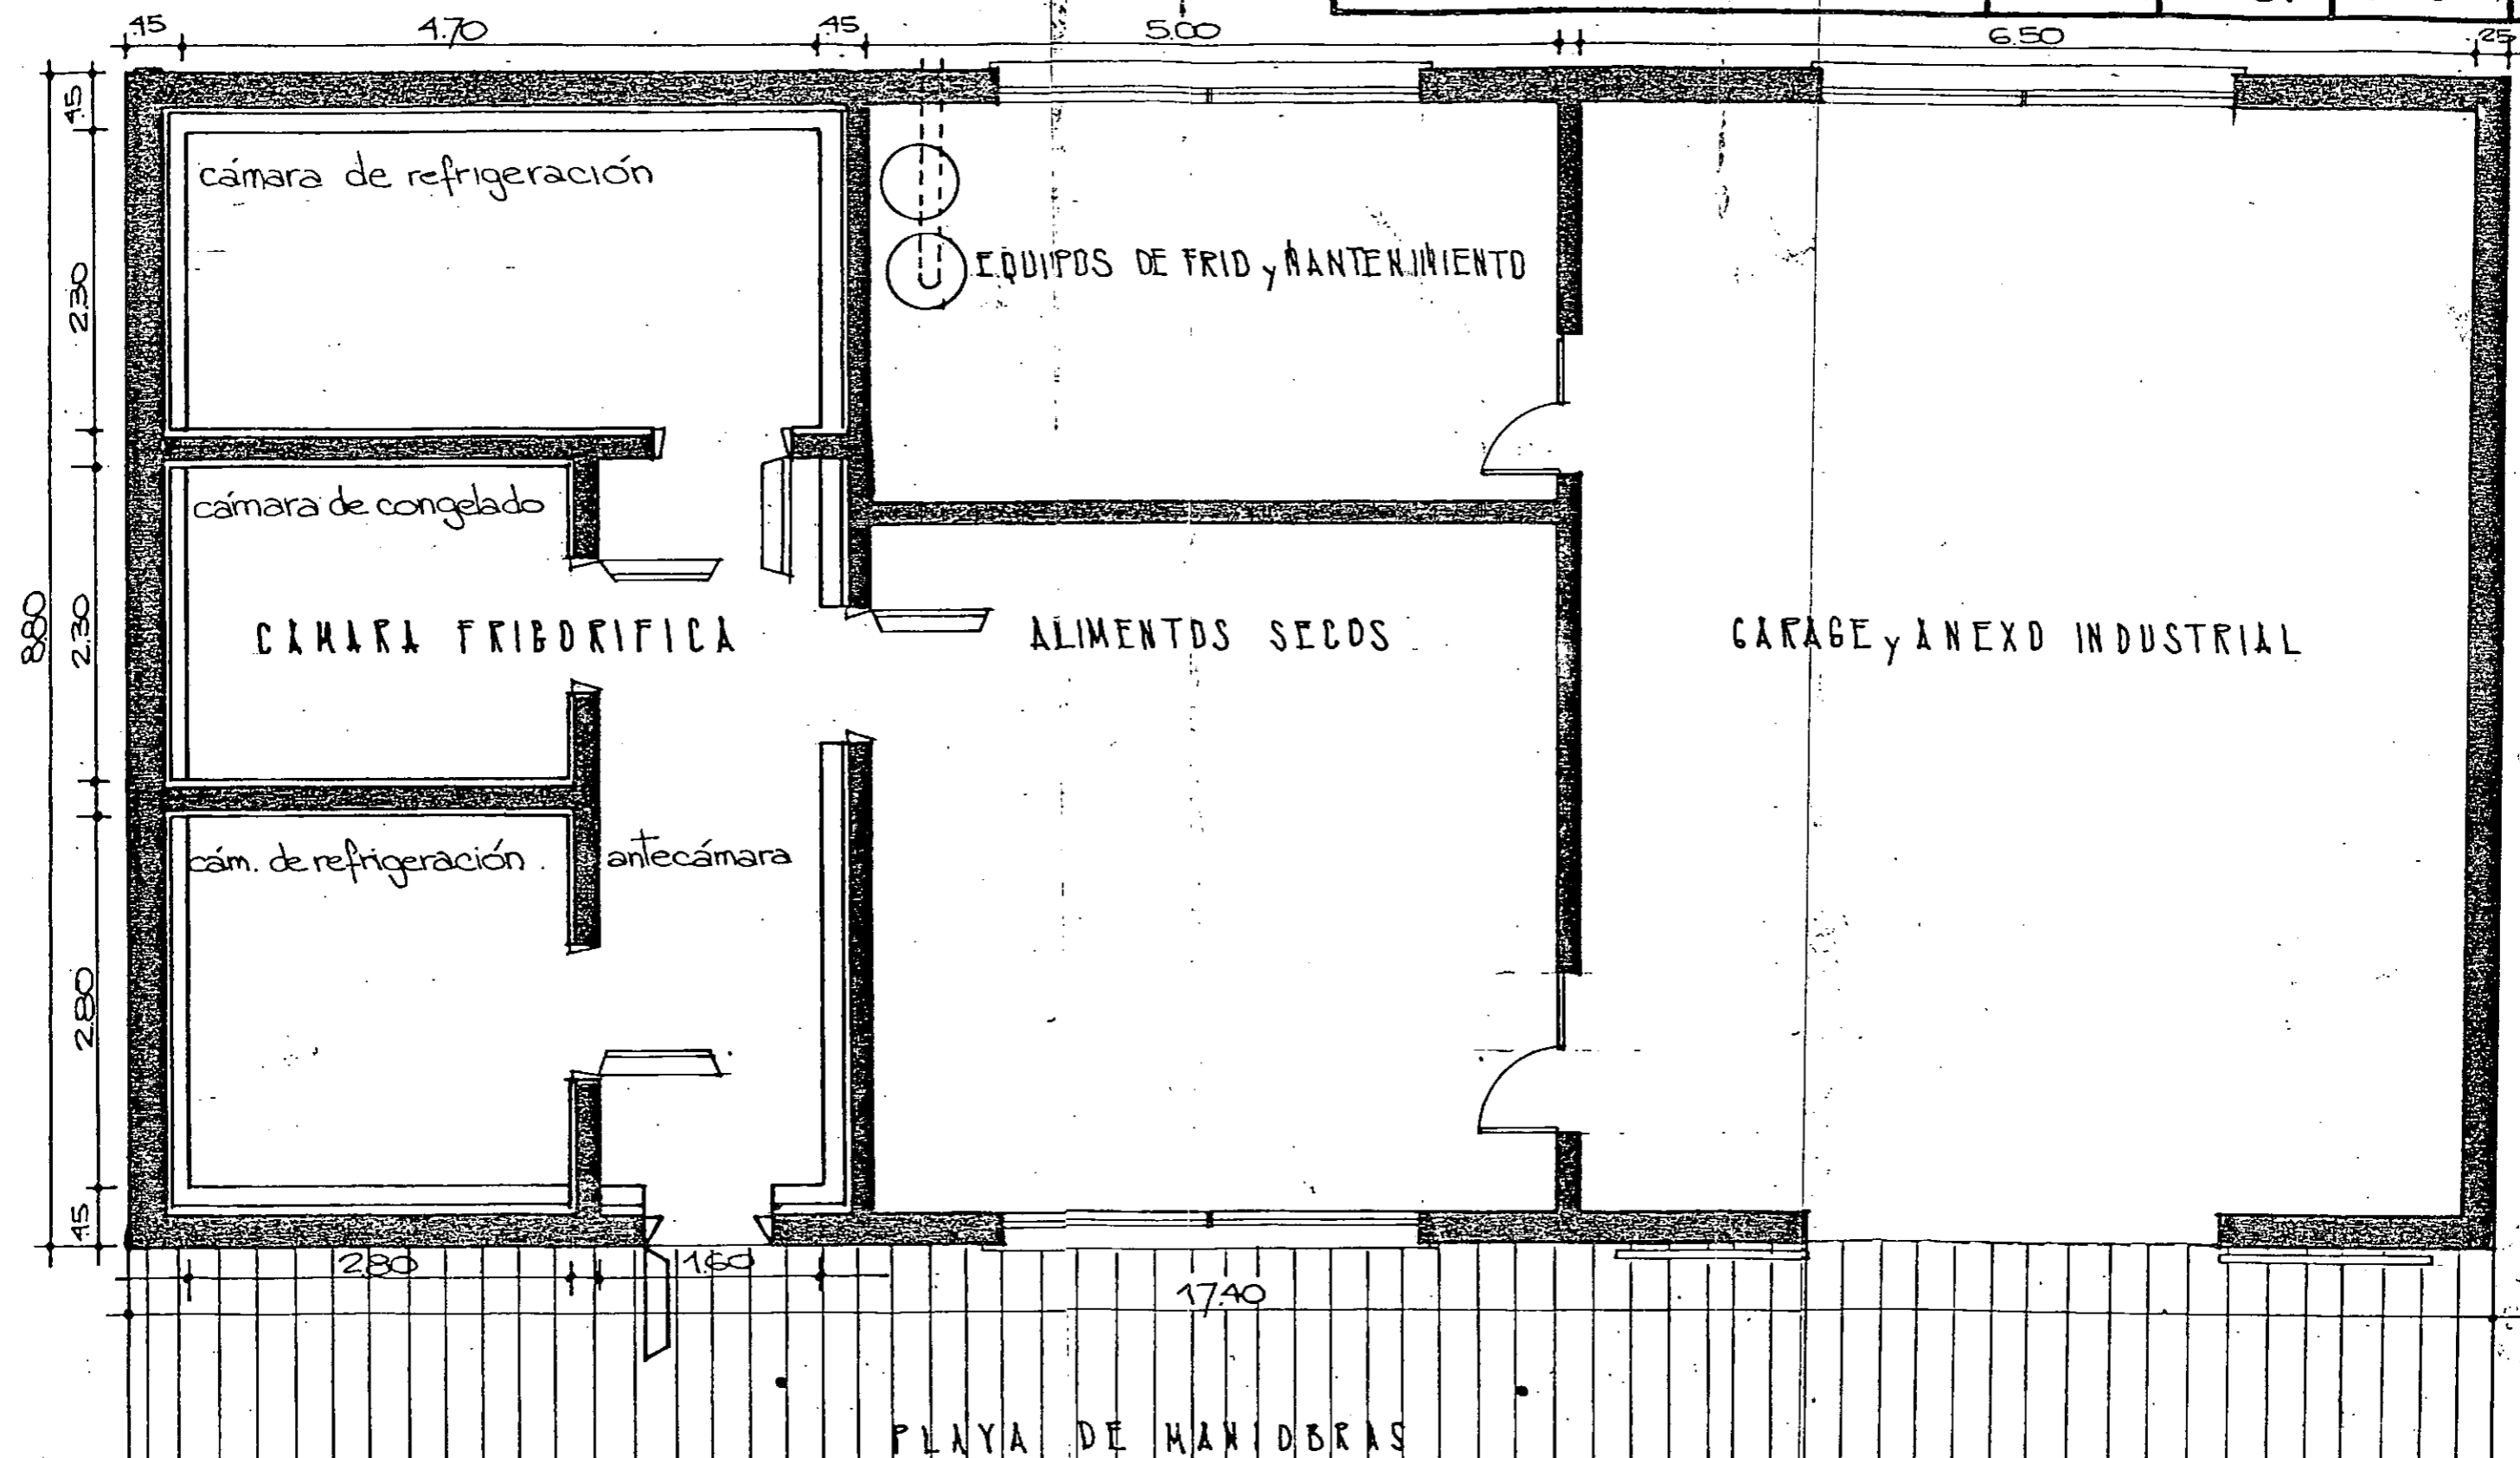 .45 4.70 .45 5.00 6.50 .25
.45
cámara de refrigeración
2.30
EQUIPOS DE FRIO y MANTENIMIENTO
cámara de congelado
8.80
2.30
CAMARA FRIGORIFICA
ALIMENTOS SECOS
GARAGE y ANEXO INDUSTRIAL
cám. de refrigeración.
antecámara
2.80
.45
2.80 1.60
17.40
PLAYA DE MANIOBRAS